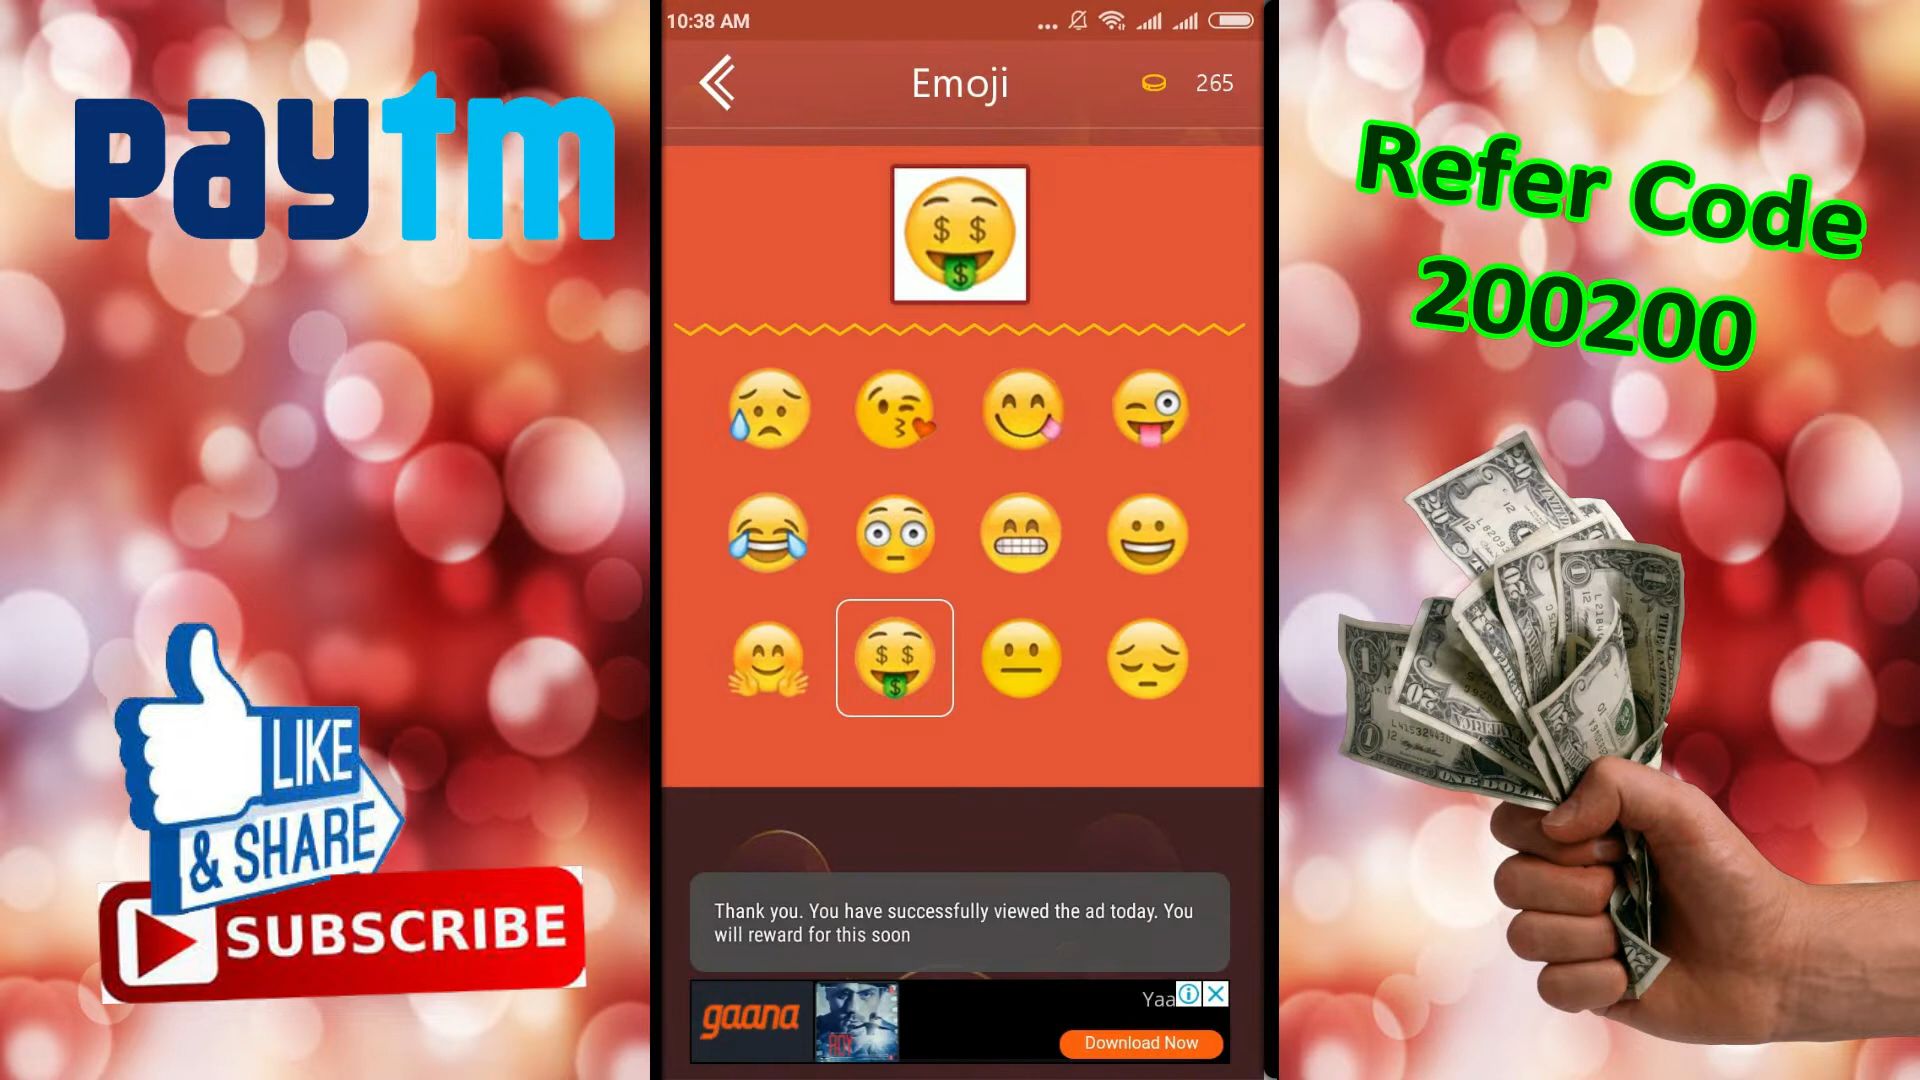 paytm
LIKE
& SHARE
SUBSCRIBE
10:38 AM
Emoji
265
Thank you. You have successfully viewed the ad today. You
will reward for this soon
gaana
ROY
Yaa
Download Now
Refer Code
200200